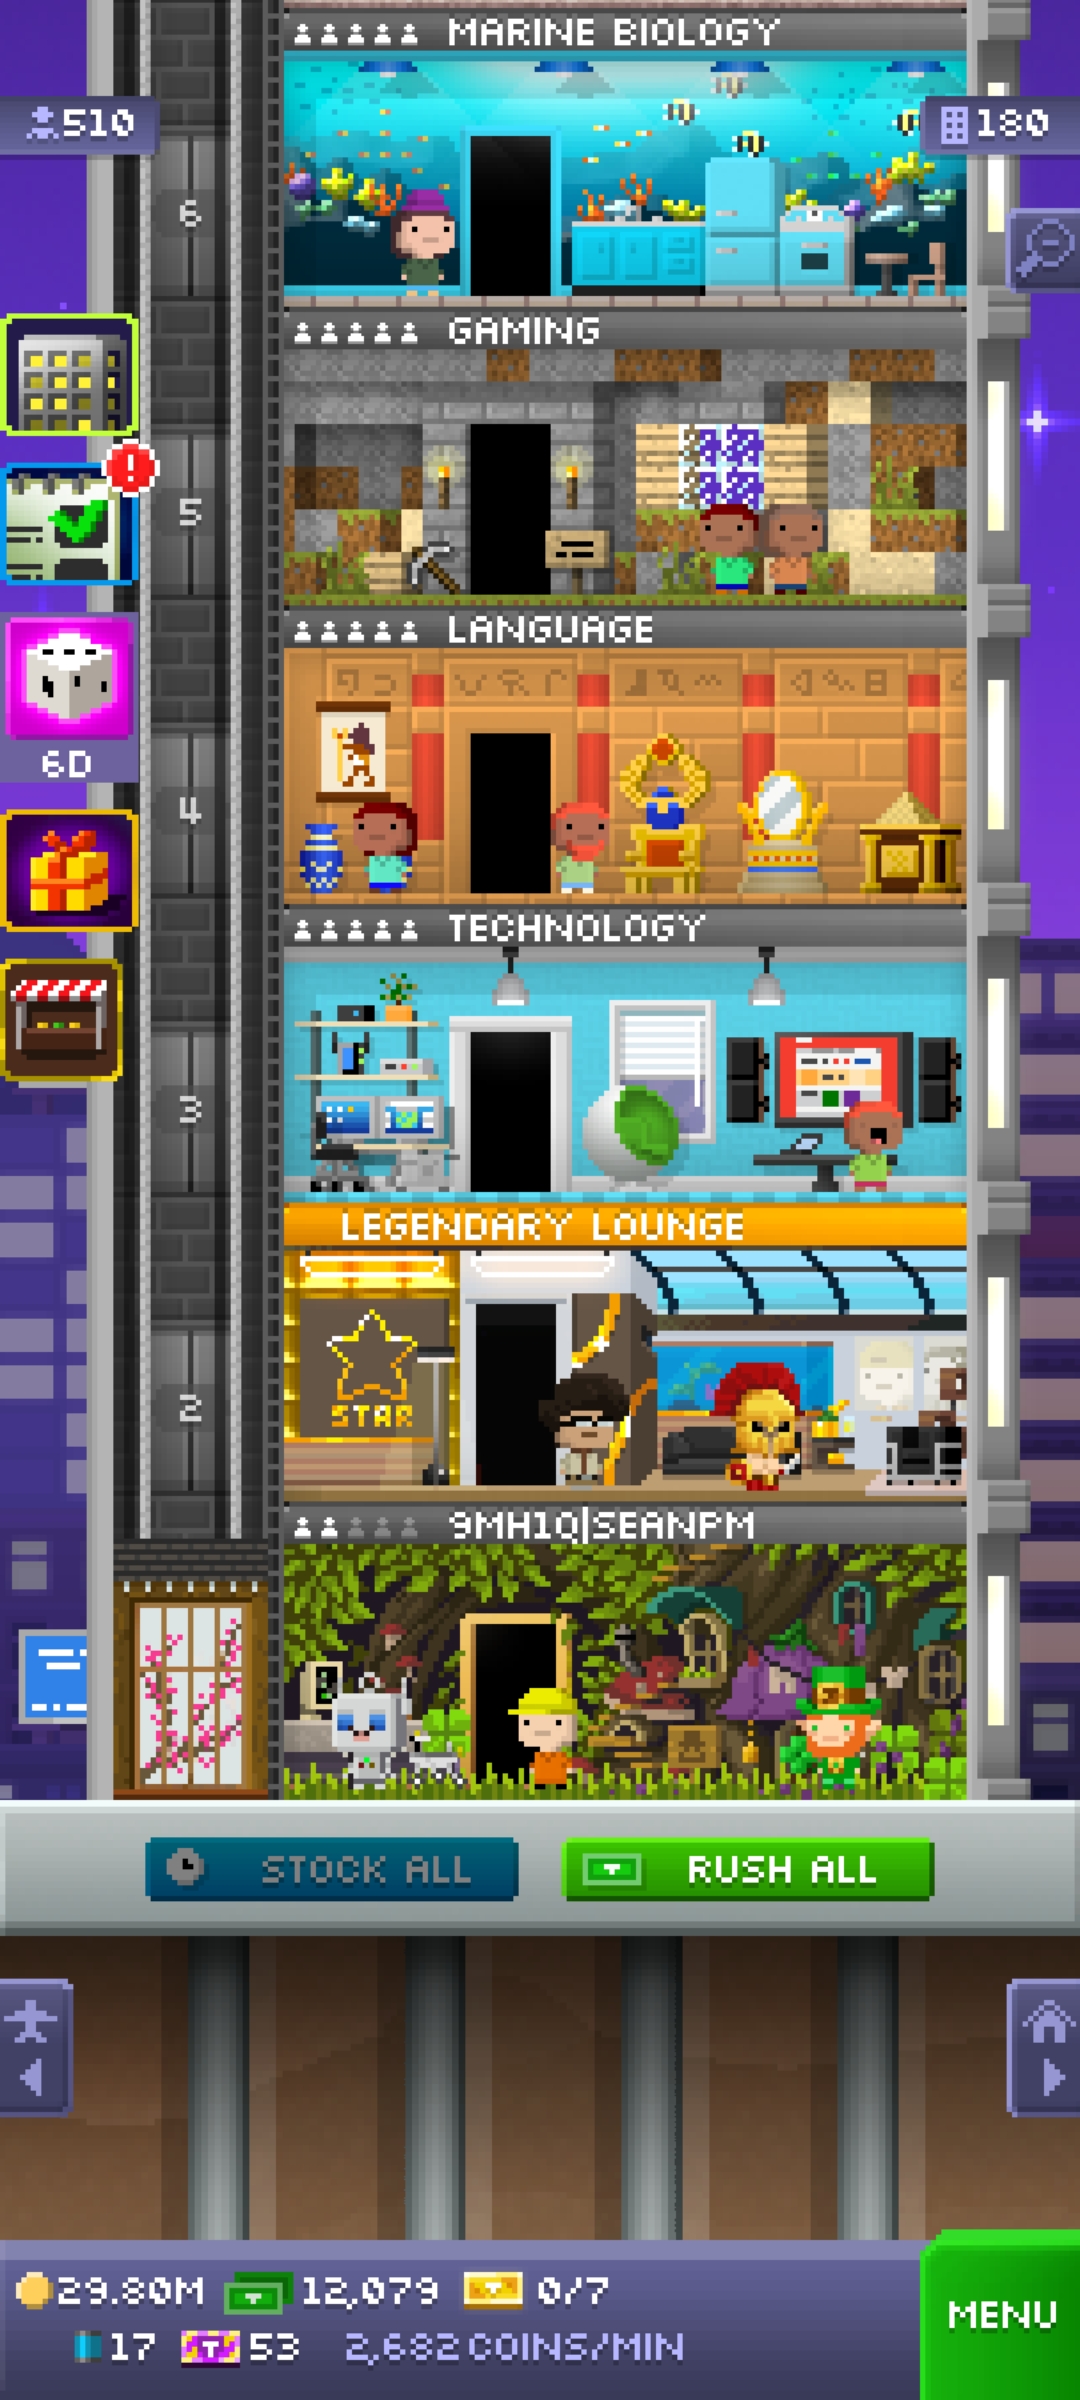 MARINE BIOLOGY
510
180
6
GAMING
5
LANGUAGE
6D
4
TECHNOLOGY
3
LEGENDARY LOUNGE
STAR
2
9MH1Q|SEANPM
STOCK ALL
RUSH ALL
29.80M
12,079
0/7
MENU
17
53
2,682 COINS/MIN